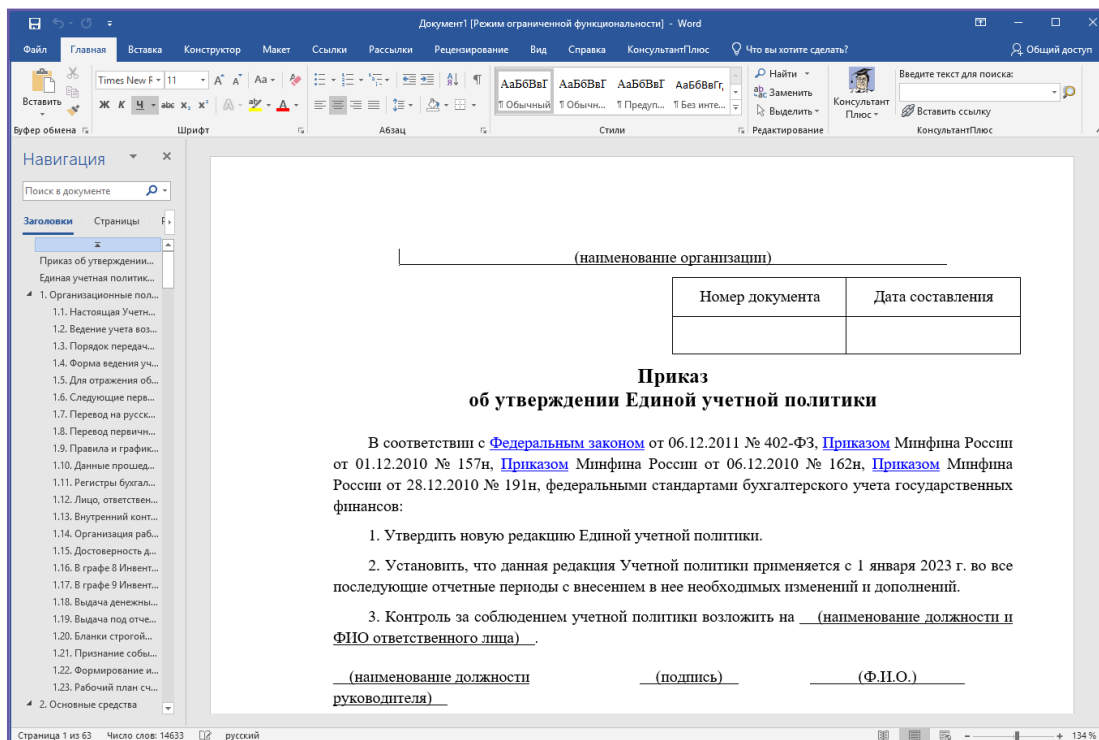 Документ1 [Режим ограниченной функциональности] - Word
Файл Главная Вставка Конструктор Макет Ссылки Рассылки Рецензирование Вид Справка КонсультантПлюс Что вы хотите сделать? Общий доступ
Вставить
Times New F 11
Ж К Ч abc x₂ x²
Aa
АаБбВвГ АаБбВвГ АаБбВвГ АаБбВвГг,
¶ Обычный ¶ Обычн... ¶ Предуп... ¶ Без инте...
Найти
Заменить
Выделить
Консультант
Плюс
Введите текст для поиска:
Вставить ссылку
Буфер обмена Шрифт Абзац Стили Редактирование КонсультантПлюс
Навигация
Поиск в документе
Заголовки Страницы
Приказ об утверждении...
Единая учетная политик...
1. Организационные пол...
1.1. Настоящая Учетн...
1.2. Ведение учета воз...
1.3. Порядок передач...
1.4. Форма ведения уч...
1.5. Для отражения об...
1.6. Следующие перв...
1.7. Перевод на русск...
1.8. Перевод первичн...
1.9. Правила и график...
1.10. Данные прошед...
1.11. Регистры бухгал...
1.12. Лицо, ответствен...
1.13. Внутренний конт...
1.14. Организация раб...
1.15. Достоверность д...
1.16. В графе 8 Инвент...
1.17. В графе 9 Инвент...
1.18. Выдача денежны...
1.19. Выдача под отче...
1.20. Бланки строгой...
1.21. Признание собы...
1.22. Формирование и...
1.23. Рабочий план сч...
2. Основные средства
(наименование организации)
Номер документа Дата составления
Приказ
об утверждении Единой учетной политики
В соответствии с Федеральным законом от 06.12.2011 № 402-ФЗ, Приказом Минфина России
от 01.12.2010 № 157н, Приказом Минфина России от 06.12.2010 № 162н, Приказом Минфина
России от 28.12.2010 № 191н, федеральными стандартами бухгалтерского учета государственных
финансов:
1. Утвердить новую редакцию Единой учетной политики.
2. Установить, что данная редакция Учетной политики применяется с 1 января 2023 г. во все
последующие отчетные периоды с внесением в нее необходимых изменений и дополнений.
3. Контроль за соблюдением учетной политики возложить на (наименование должности и
ФИО ответственного лица) .
(наименование должности (подпись) (Ф.И.О.)
руководителя)
Страница 1 из 63 Число слов: 14633 русский 134 %